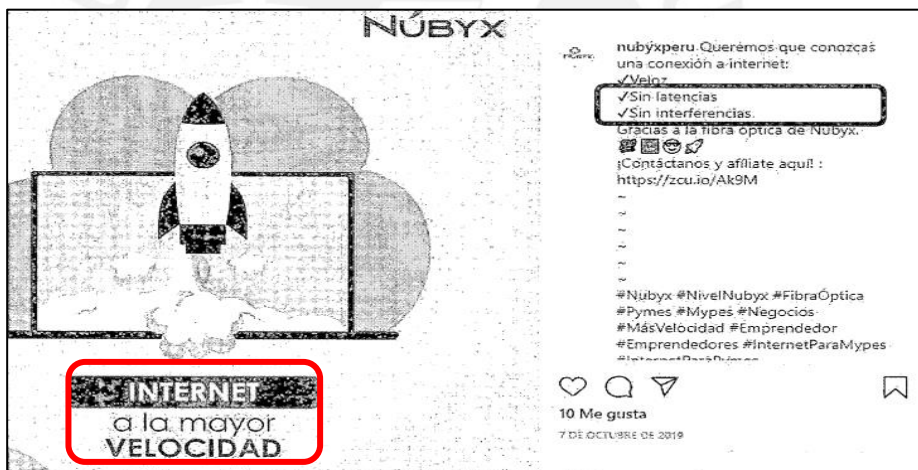 NÚBYX
INTERNET
a la mayor
VELOCIDAD
nubyxperu Queremos que conozcas
una conexión a internet:
✓Veloz
✓Sin latencias
✓Sin interferencias.
Gracias a la fibra óptica de Nubyx.
¡Contáctanos y afíliate aquí! :
https://zcu.io/Ak9M
~
~
~
~
~
~
#Nubyx #NivelNubyx #FibraÓptica
#Pymes #Mypes #Negocios
#MásVelocidad #Emprendedor
#Emprendedores #InternetParaMypes
#InternetParaPymes
10 Me gusta
7 DE OCTUBRE DE 2019